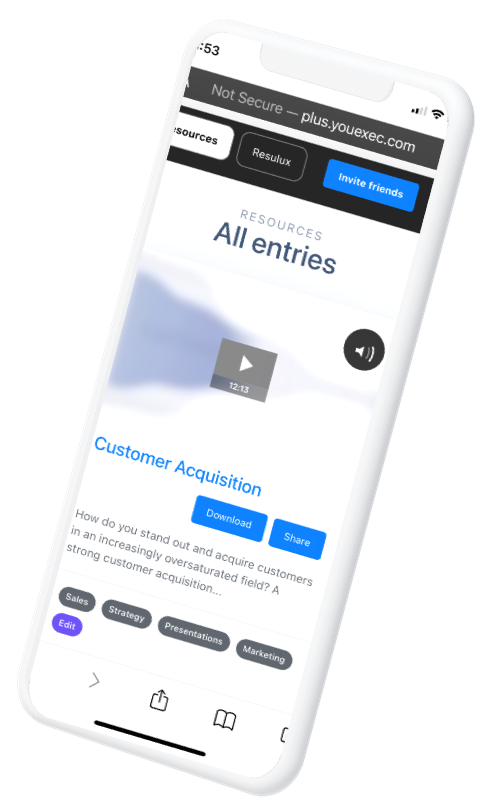 :53
Not Secure — plus.youexec.com
Resulux
Invite friends
RESOURCES
All entries
12:13
Customer Acquisition
Download
Share
How do you stand out and acquire customers
in an increasingly oversaturated field? A
strong customer acquisition...
Sales
Strategy
Presentations
Marketing
Edit